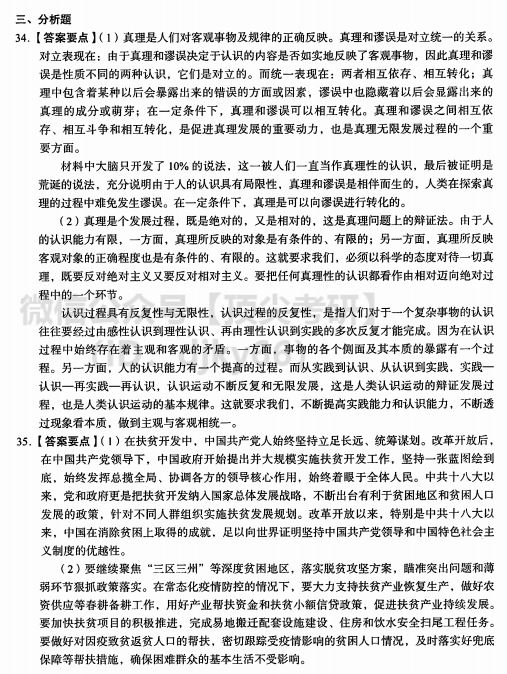 三、分析题
34.【答案要点】(1)真理是人们对客观事物及规律的正确反映。真理和谬误是对立统一的关系。
对立表现在：由于真理和谬误决定于认识的内容是否如实地反映了客观事物，因此真理和谬
误是性质不同的两种认识，它们是对立的。而统一表现在：两者相互依存、相互转化；真
理中包含着某种以后会暴露出来的错误的方面或因素，谬误中也隐藏着以后会显露出来的
真理的成分或萌芽；在一定条件下，真理和谬误可以相互转化。真理和谬误之间相互依
存、相互斗争和相互转化，是促进真理发展的重要动力，也是真理无限发展过程的一个重
要方面。
材料中大脑只开发了10%的说法，这一被人们一直当作真理性的认识，最后被证明是
荒诞的说法，充分说明由于人的认识具有局限性，真理和谬误是相伴而生的，人类在探索真
理的过程中难免发生谬误。在一定条件下，真理是可以向谬误进行转化的。
(2)真理是个发展过程，既是绝对的，又是相对的，这是真理问题上的辩证法。由于人
的认识能力有限，一方面，真理所反映的对象是有条件的、有限的；另一方面，真理所反映
客观对象的正确程度也是有条件的、有限的。这就要求我们，必须以科学的态度对待一切真
理，既要反对绝对主义又要反对相对主义。要把任何真理性的认识都看作由相对迈向绝对过
程中的一个环节。
认识过程具有反复性与无限性，认识过程的反复性，是指人们对于一个复杂事物的认识
往往要经过由感性认识到理性认识、再由理性认识到实践的多次反复才能完成。因为在认识
过程中始终存在着主观和客观的矛盾，一方面，事物的各个侧面及其本质的暴露有一个过
程。另一方面，人的认识能力有一个提高的过程。而从实践到认识、从认识到实践，实践—
认识—再实践—再认识，认识运动不断反复和无限发展，这是人类认识运动的辩证发展过
程，也是人类认识运动的基本规律。这就要求我们，不断提高实践能力和认识能力，不断透
过现象看本质，做到主观与客观相统一。
35.【答案要点】(1)在扶贫开发中，中国共产党人始终坚持立足长远、统筹谋划。改革开放后，
在中国共产党领导下，中国政府开始提出并大规模实施扶贫开发工作，坚持一张蓝图绘到
底，始终发挥总揽全局、协调各方的领导核心作用，始终着眼于全体人民。中共十八大以
来，党和政府更是把扶贫开发纳入国家总体发展战略，不断出台有利于贫困地区和贫困人口
发展的政策，针对不同人群组织实施扶贫发展规划。改革开放以来，特别是中共十八大以
来，中国在消除贫困上取得的成就，足以向世界证明坚持中国共产党领导和中国特色社会主
义制度的优越性。
(2)要继续聚焦“三区三州”等深度贫困地区，落实脱贫攻坚方案，瞄准突出问题和薄
弱环节狠抓政策落实。在常态化疫情防控的情况下，要大力支持扶贫产业恢复生产，做好农
资供应等春耕备耕工作，用好产业帮扶资金和扶贫小额信贷政策，促进扶贫产业持续发展。
要加快扶贫项目的积极推进，完成易地搬迁配套设施建设、住房和饮水安全扫尾工程任务。
要做好对因疫致贫返贫人口的帮扶，密切跟踪受疫情影响的贫困人口情况，及时落实好兜底
保障等帮扶措施，确保困难群众的基本生活不受影响。